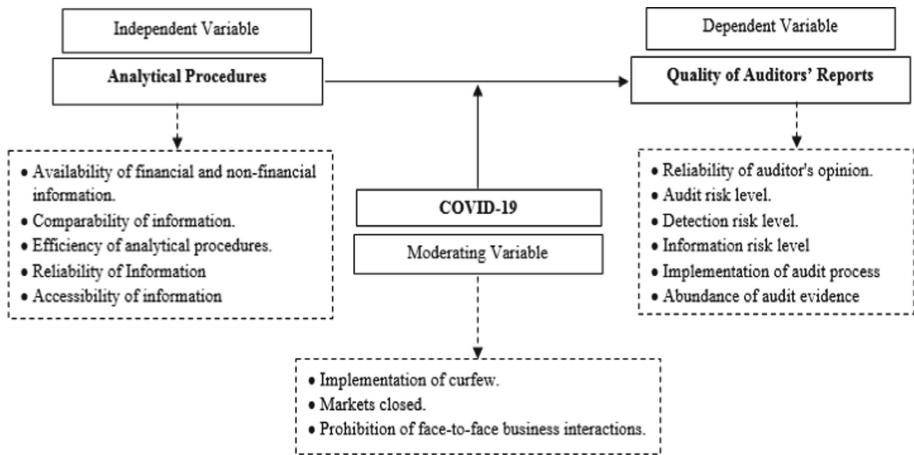 Independent Variable
Analytical Procedures
• Availability of financial and non-financial
information.
• Comparability of information.
• Efficiency of analytical procedures.
• Reliability of Information
• Accessibility of information
COVID-19
Moderating Variable
• Implementation of curfew.
• Markets closed.
• Prohibition of face-to-face business interactions.
Dependent Variable
Quality of Auditors' Reports
• Reliability of auditor's opinion.
• Audit risk level.
• Detection risk level.
• Information risk level
• Implementation of audit process
• Abundance of audit evidence